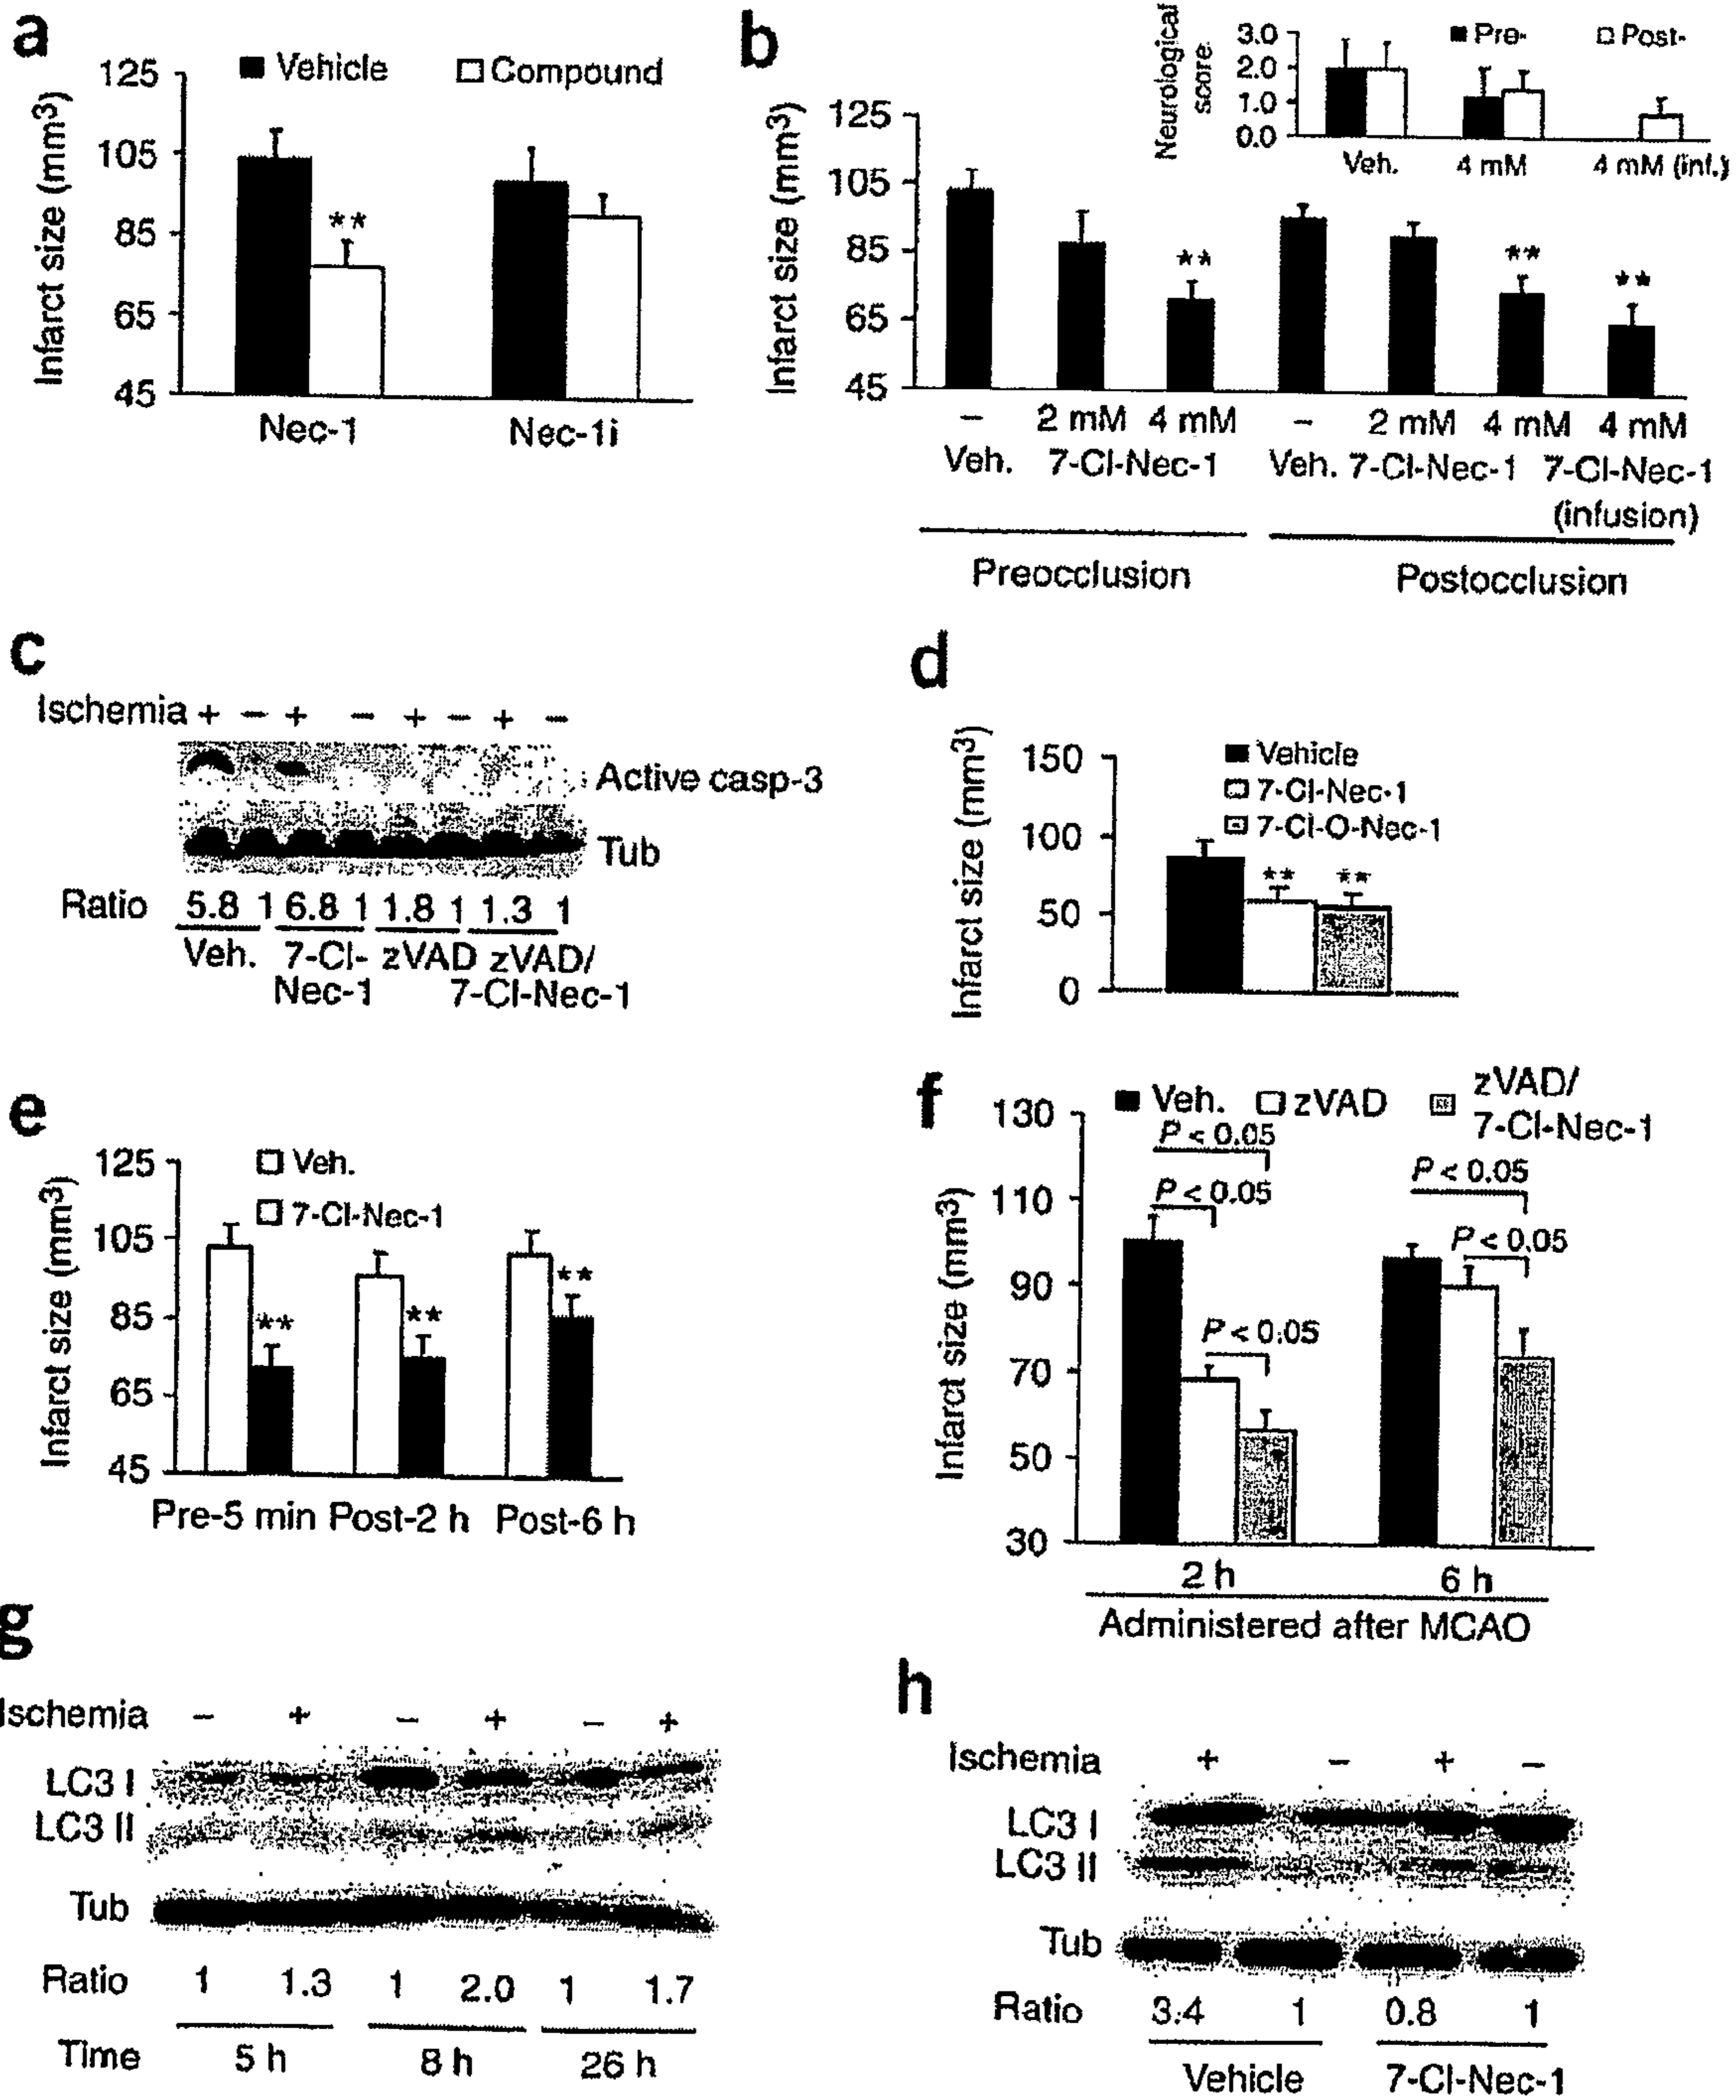 a
Vehicle Compound
Infarct size (mm3)
125
105
85
65
45
**
Nec-1 Nec-1i
b
Neurological
score
3.0
2.0
1.0
0.0
Pre- Post-
Veh. 4 mM 4 mM (inf.)
Infarct size (mm3)
125
105
85
65
45
** ** **
– 2 mM 4 mM – 2 mM 4 mM 4 mM
Veh. 7-Cl-Nec-1 Veh. 7-Cl-Nec-1 7-Cl-Nec-1
(infusion)
Preocclusion Postocclusion
c
Ischemia + – + – + – + –
Active casp-3
Tub
Ratio 5.8 1 6.8 1 1.8 1 1.3 1
Veh. 7-Cl- zVAD zVAD/
Nec-1 7-Cl-Nec-1
d
Infarct size (mm3)
150
100
50
0
Vehicle
7-Cl-Nec-1
7-Cl-O-Nec-1
** **
e
Infarct size (mm3)
125
105
85
65
45
Veh.
7-Cl-Nec-1
** ** **
Pre-5 min Post-2 h Post-6 h
f
Veh. zVAD zVAD/
7-Cl-Nec-1
Infarct size (mm3)
130
110
90
70
50
30
P < 0.05
P < 0.05
P < 0.05
P < 0.05
P < 0.05
2 h 6 h
Administered after MCAO
g
Ischemia – + – + – +
LC3 I
LC3 II
Tub
Ratio 1 1.3 1 2.0 1 1.7
Time 5 h 8 h 26 h
h
Ischemia + – + –
LC3 I
LC3 II
Tub
Ratio 3.4 1 0.8 1
Vehicle 7-Cl-Nec-1